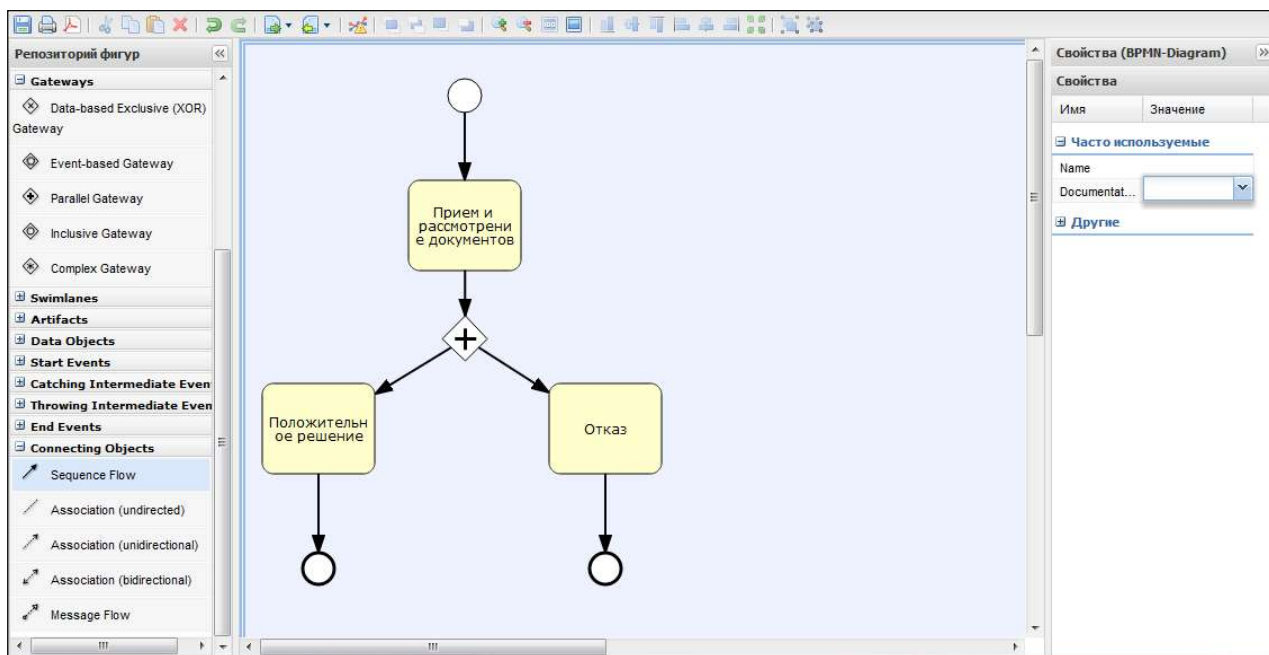 Репозиторий фигур
Gateways
Data-based Exclusive (XOR)
Gateway
Event-based Gateway
Parallel Gateway
Inclusive Gateway
Complex Gateway
Swimlanes
Artifacts
Data Objects
Start Events
Catching Intermediate Even
Throwing Intermediate Even
End Events
Connecting Objects
Sequence Flow
Association (undirected)
Association (unidirectional)
Association (bidirectional)
Message Flow
Прием и
рассмотрени
е документов
Положительн
ое решение
Отказ
Свойства (BPMN-Diagram)
Свойства
Имя Значение
Часто используемые
Name
Documentat...
Другие